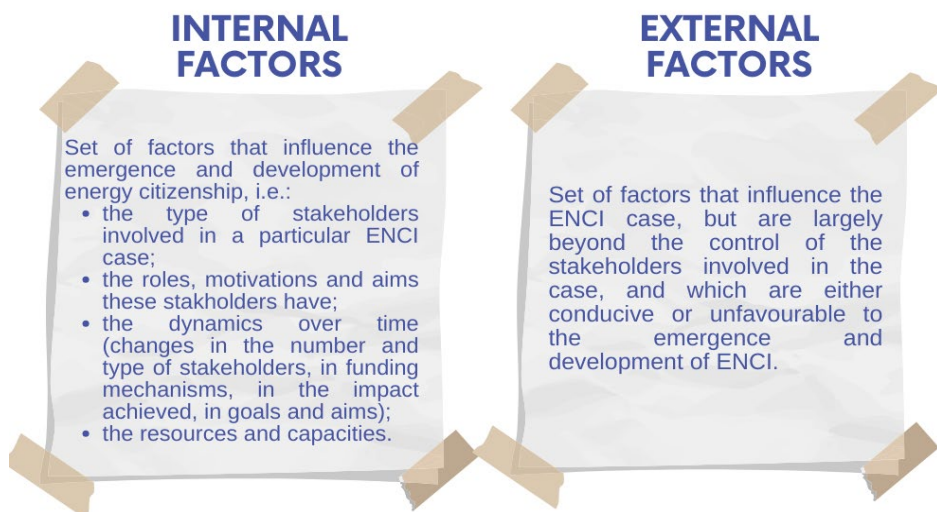 INTERNAL
FACTORS
Set of factors that influence the
emergence and development of
energy citizenship, i.e.:
• the type of stakeholders
involved in a particular ENCI
case;
• the roles, motivations and aims
these stakholders have;
• the dynamics over time
(changes in the number and
type of stakeholders, in funding
mechanisms, in the impact
achieved, in goals and aims);
• the resources and capacities.
EXTERNAL
FACTORS
Set of factors that influence the
ENCI case, but are largely
beyond the control of the
stakeholders involved in the
case, and which are either
conducive or unfavourable to
the emergence and
development of ENCI.